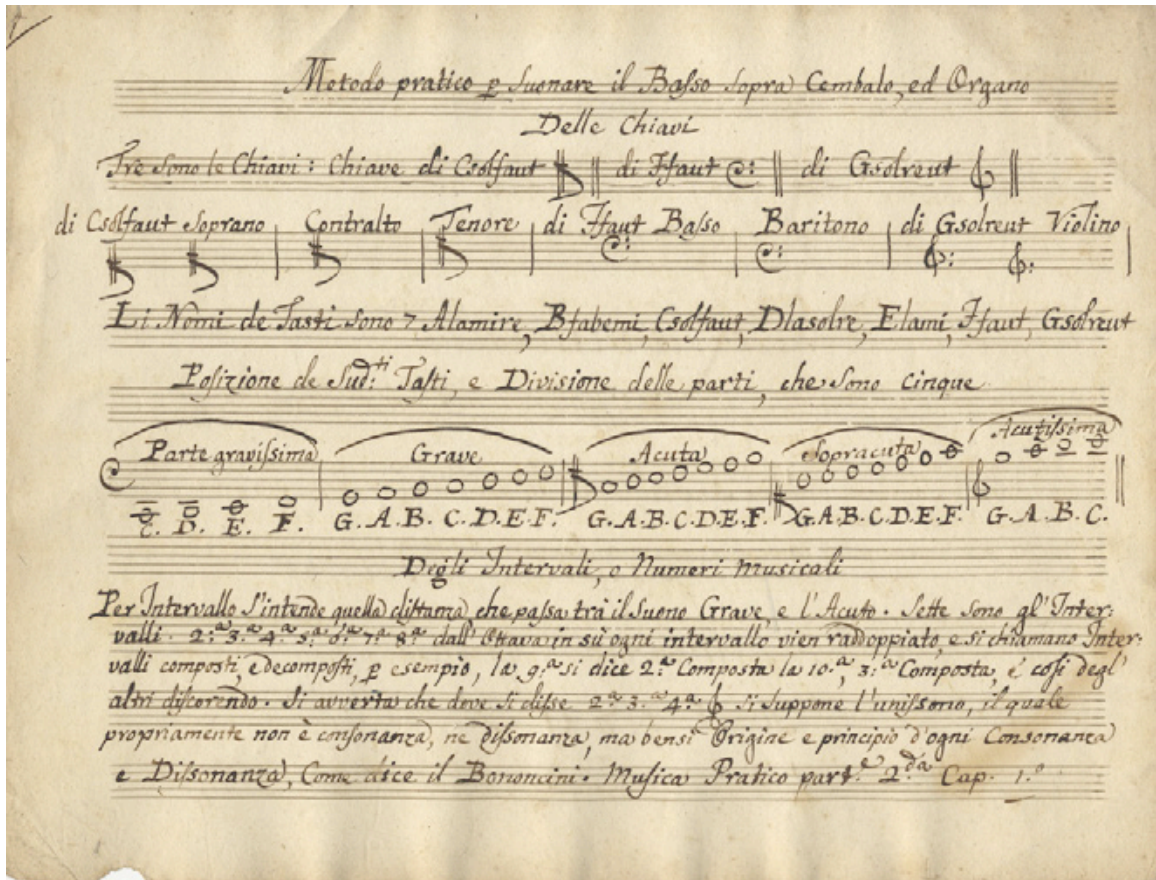 Metodo pratico p suonare il Basso sopra Cembalo, ed Organo
Delle Chiavi
Tre sono le Chiavi : Chiave di Csolfaut di Ffaut di Gsolreut
di Csolfaut Soprano Contralto Tenore di Ffaut Basso Baritono di Gsolreut Violino
Li Nomi de Tasti sono 7 Alamire, Bfabemi, Csolfaut, Dlasolre, Elami, Ffaut, Gsolreut
Posizione de Sud:ti Tasti, e Divisione delle parti, che sono cinque
Parte gravissima Grave Acuta Sopracuta Acutissima
C. D. E. F. G. A. B. C. D. E. F. G. A. B. C. D. E. F. G. A. B. C. D. E. F. G. A. B. C.
Degli Intervali, o Numeri Musicali
Per Intervallo s'intende quella distanza che passa trà il Suono Grave, e l'Acuto. Sette sono gl'Inter:
valli. 2.a 3.a 4.a 5.a 6.a 7.a 8.a dall'Ottava in sù ogni intervallo vien raddoppiato, e si chiamano Inter:
valli composti, e decomposti, p esempio, la 9.a si dice 2.a Composta la 10.a, 3.a Composta, e cosi degl'
altri discorendo. Si averta che dove si disse 2.a 3.a 4.a & si suppone l'unissono, il quale
propriamente non è consonanza, ne dissonanza, ma bensi Origine e principio d'ogni Consonanza
e Dissonanza, Come dice il Bononcini. Musica Pratico part.e 2.da Cap. 1.o